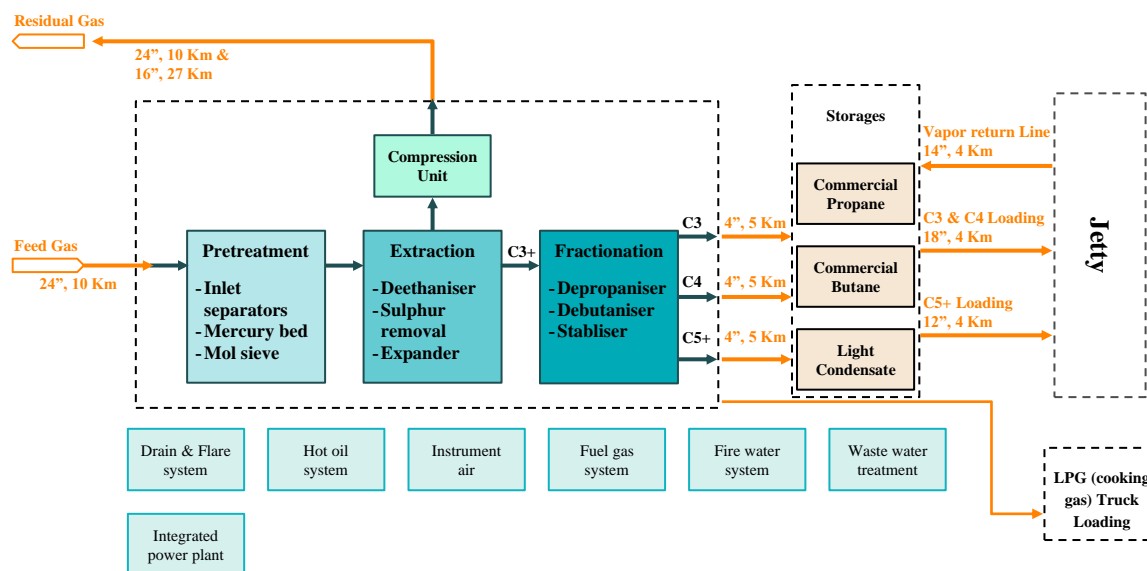 Residual Gas
24”, 10 Km &
16”, 27 Km
Storages
Vapor return Line
14”, 4 Km
Compression
Unit
Commercial
Propane
C3
4”, 5 Km
C3 & C4 Loading
18”, 4 Km
Jetty
Feed Gas
24”, 10 Km
Pretreatment
- Inlet
separators
- Mercury bed
- Mol sieve
Extraction
- Deethaniser
- Sulphur
removal
- Expander
C3+
Fractionation
- Depropaniser
- Debutaniser
- Stabliser
C4
4”, 5 Km
Commercial
Butane
C5+ Loading
12”, 4 Km
C5+
4”, 5 Km
Light
Condensate
Drain & Flare
system
Hot oil
system
Instrument
air
Fuel gas
system
Fire water
system
Waste water
treatment
LPG (cooking
gas) Truck
Loading
Integrated
power plant